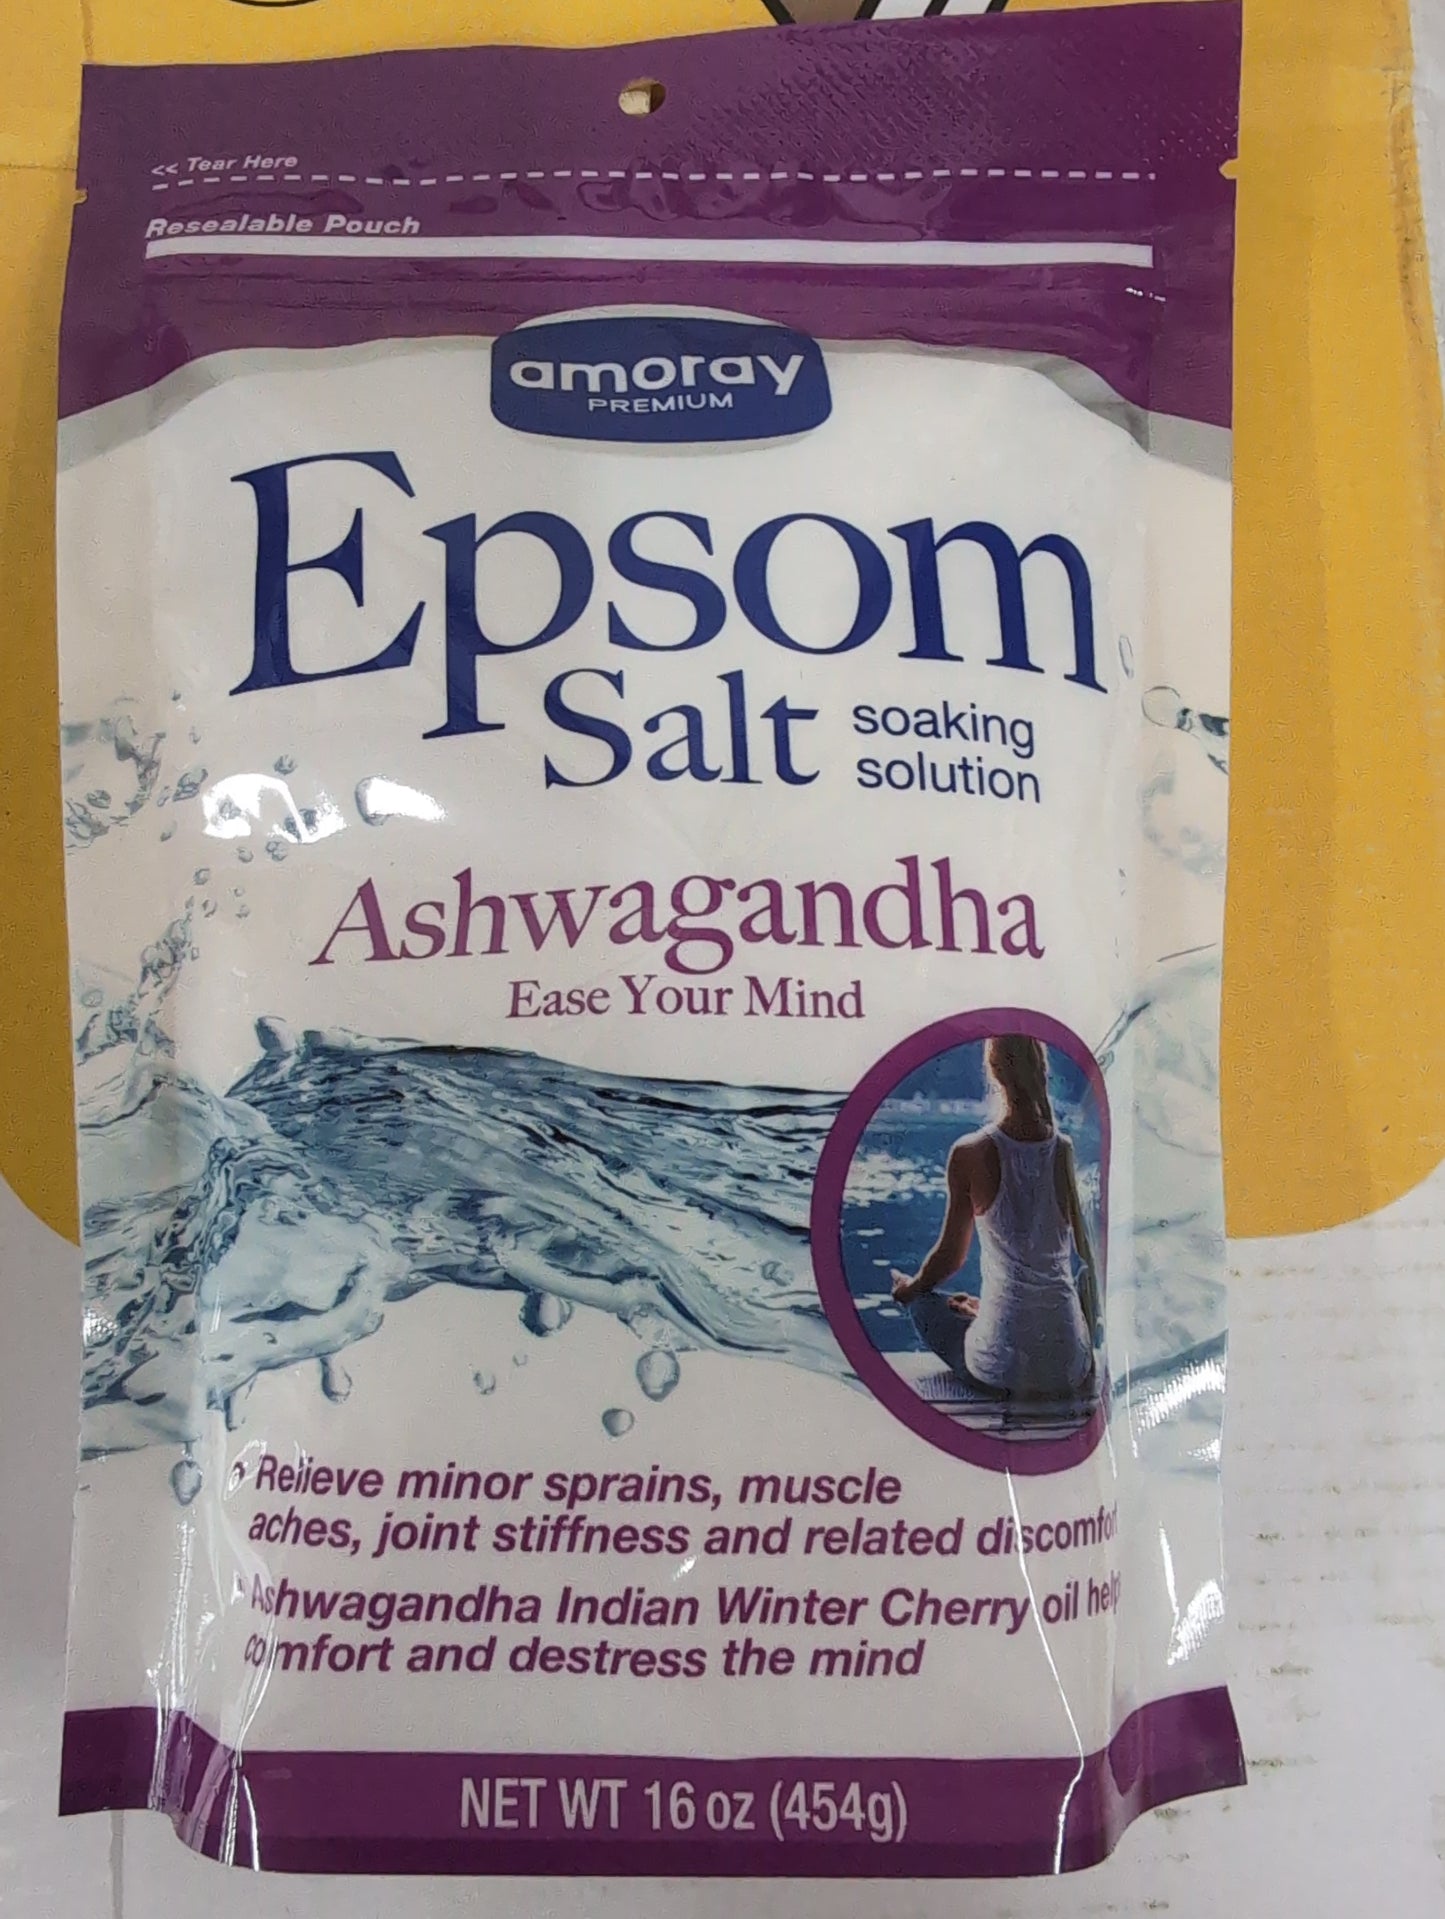 << Tear Here
Resealable Pouch
amoray
PREMIUM
Epsom
Salt soaking
solution
Ashwagandha
Ease Your Mind
Relieve minor sprains, muscle
aches, joint stiffness and related discomfor
Ashwagandha Indian Winter Cherry oil help
comfort and destress the mind
NET WT 16 oz (454g)